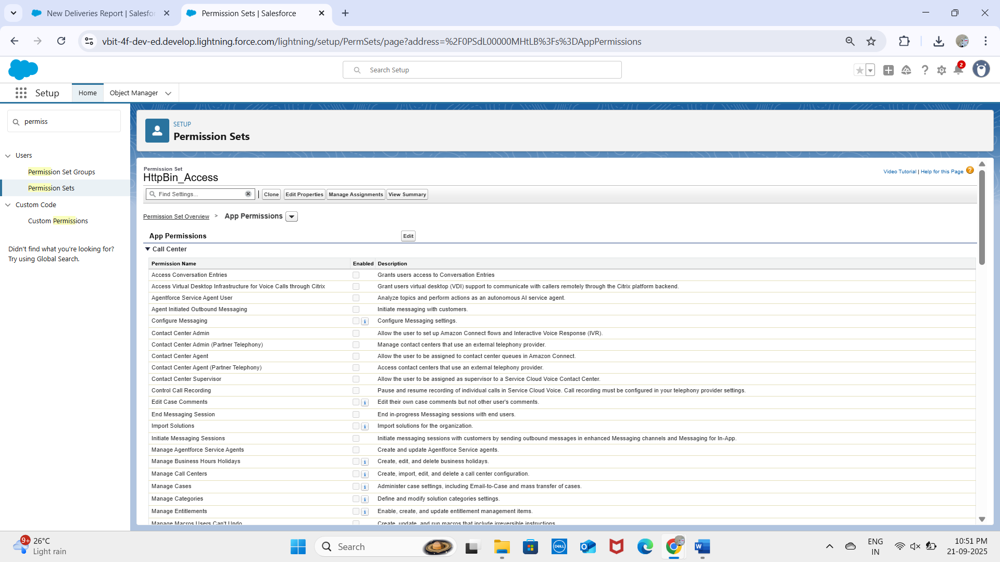 New Deliveries Report | Salesfor
Permission Sets | Salesforce
vbit-4f-dev-ed.develop.lightning.force.com/lightning/setup/PermSets/page?address=%2F0PSdL00000MHtLB%3Fs%3DAppPermissions
Search Setup
2
Setup
Home
Object Manager
permiss
Users
Permission Set Groups
Permission Sets
Custom Code
Custom Permissions
Didn't find what you're looking for?
Try using Global Search.
SETUP
Permission Sets
Permission Set
HttpBin_Access
Video Tutorial | Help for this Page
Find Settings...
Clone
Edit Properties
Manage Assignments
View Summary
Permission Set Overview > App Permissions
App Permissions
Edit
Call Center
Permission Name Enabled Description
Access Conversation Entries Grants users access to Conversation Entries
Access Virtual Desktop Infrastructure for Voice Calls through Citrix Grant users virtual desktop (VDI) support to communicate with callers remotely through the Citrix platform backend.
Agentforce Service Agent User Analyze topics and perform actions as an autonomous AI service agent.
Agent Initiated Outbound Messaging Initiate messaging with customers.
Configure Messaging i Configure Messaging settings.
Contact Center Admin Allow the user to set up Amazon Connect flows and Interactive Voice Response (IVR).
Contact Center Admin (Partner Telephony) Manage contact centers that use an external telephony provider.
Contact Center Agent Allow the user to be assigned to contact center queues in Amazon Connect.
Contact Center Agent (Partner Telephony) Access contact centers that use an external telephony provider.
Contact Center Supervisor Allow the user to be assigned as supervisor to a Service Cloud Voice Contact Center.
Control Call Recording Pause and resume recording of individual calls in Service Cloud Voice. Call recording must be configured in your telephony provider settings.
Edit Case Comments i Edit their own case comments but not other user's comments.
End Messaging Session End in-progress Messaging sessions with end users.
Import Solutions i Import solutions for the organization.
Initiate Messaging Sessions Initiate messaging sessions with customers by sending outbound messages in enhanced Messaging channels and Messaging for In-App.
Manage Agentforce Service Agents Create and update Agentforce Service agents.
Manage Business Hours Holidays i Create, edit, and delete business holidays.
Manage Call Centers i Create, import, edit, and delete a call center configuration.
Manage Cases i Administer case settings, including Email-to-Case and mass transfer of cases.
Manage Categories i Define and modify solution categories settings.
Manage Entitlements i Enable, create, and update entitlement management items.
Manage Macros Users Can't Undo Create, update, and run macros that include irreversible instructions.
9+
26°C
Light rain
Search
DELL
ENG
IN
10:51 PM
21-09-2025